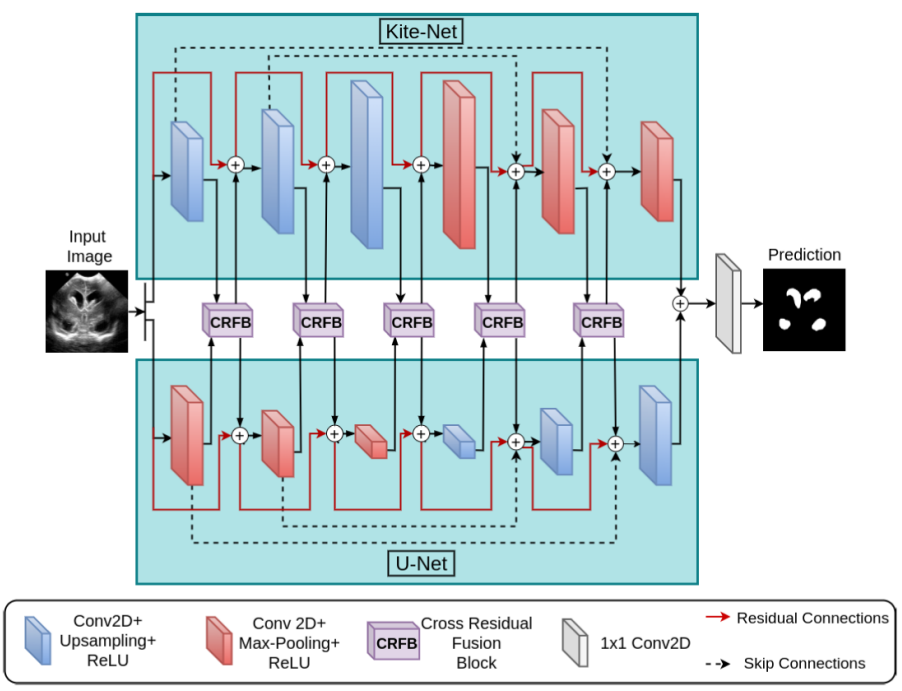 Kite-Net
Input
Image
Prediction
CRFB
CRFB
CRFB
CRFB
CRFB
U-Net
Conv2D+
Upsampling+
ReLU
Conv 2D+
Max-Pooling+
ReLU
CRFB
Cross Residual
Fusion
Block
1x1 Conv2D
Residual Connections
Skip Connections